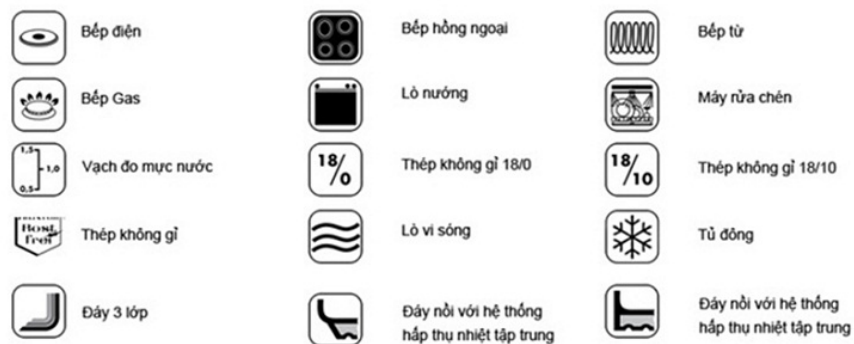 Bếp điện
Bếp hồng ngoại
Bếp từ
Bếp Gas
Lò nướng
Máy rửa chén
1,5
1,0
0,5
Vạch đo mực nước
18/0
Thép không gỉ 18/0
18/10
Thép không gỉ 18/10
Rost
frei
Thép không gỉ
Lò vi sóng
Tủ đông
Đáy 3 lớp
Đáy nồi với hệ thống
hấp thụ nhiệt tập trung
Đáy nồi với hệ thống
hấp thụ nhiệt tập trung